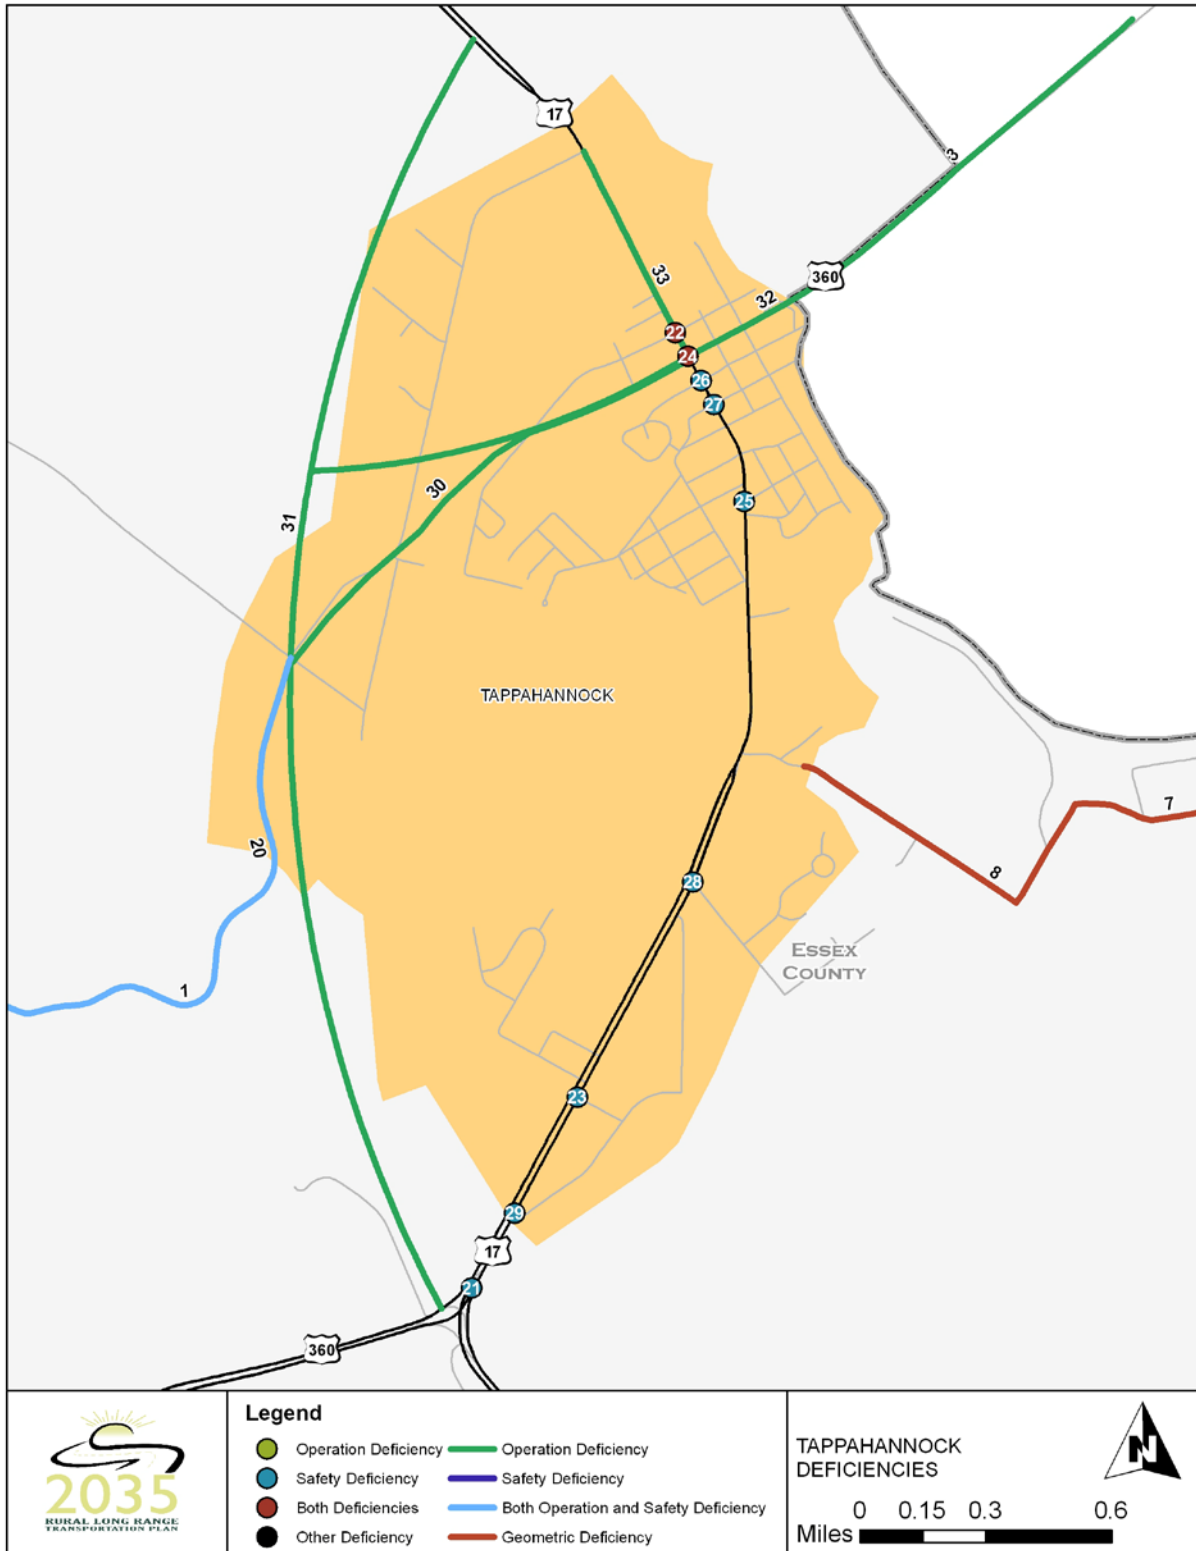 17
3
360
33
32
22
24
26
27
30
25
31
TAPPAHANNOCK
7
20
8
28
ESSEX
COUNTY
1
23
29
17
21
360
2035
RURAL LONG RANGE
TRANSPORTATION PLAN
Legend
Operation Deficiency
Operation Deficiency
Safety Deficiency
Safety Deficiency
Both Deficiencies
Both Operation and Safety Deficiency
Other Deficiency
Geometric Deficiency
TAPPAHANNOCK
DEFICIENCIES
N
0 0.15 0.3 0.6
Miles